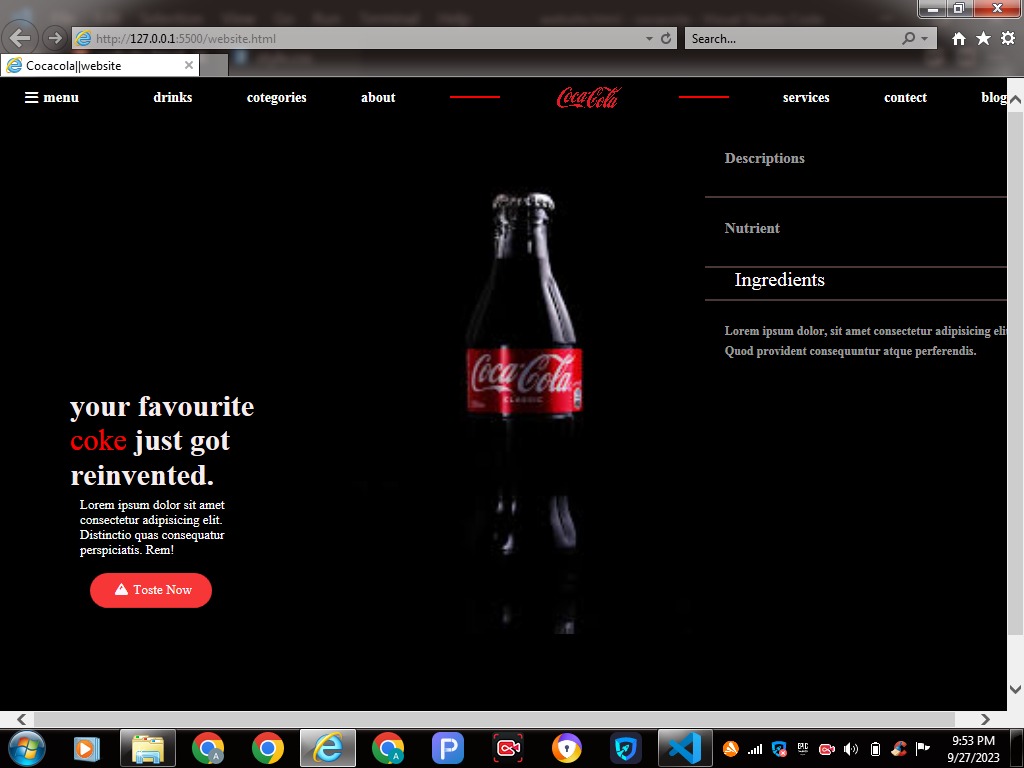 http://127.0.0.1:5500/website.html
Search...
Cocacola||website
menu drinks cotegories about Coca-Cola services contect blog
Descriptions
Nutrient
Ingredients
Lorem ipsum dolor, sit amet consectetur adipisicing eli
Quod provident consequuntur atque perferendis.
Coca-Cola
CLASSIC
your favourite
coke just got
reinvented.
Lorem ipsum dolor sit amet
consectetur adipisicing elit.
Distinctio quas consequatur
perspiciatis. Rem!
Toste Now
9:53 PM
9/27/2023